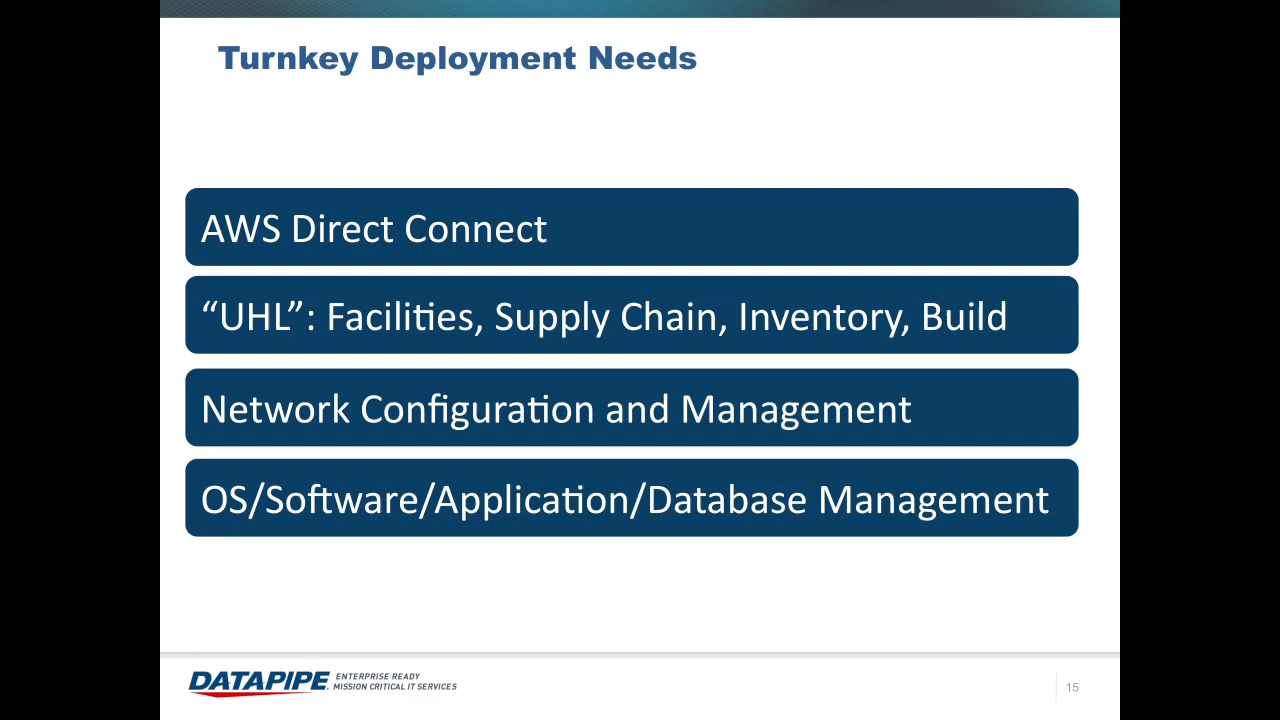 Turnkey Deployment Needs
AWS Direct Connect
“UHL”: Facilities, Supply Chain, Inventory, Build
Network Configuration and Management
OS/Software/Application/Database Management
DATAPIPE. ENTERPRISE READY
MISSION CRITICAL IT SERVICES
15